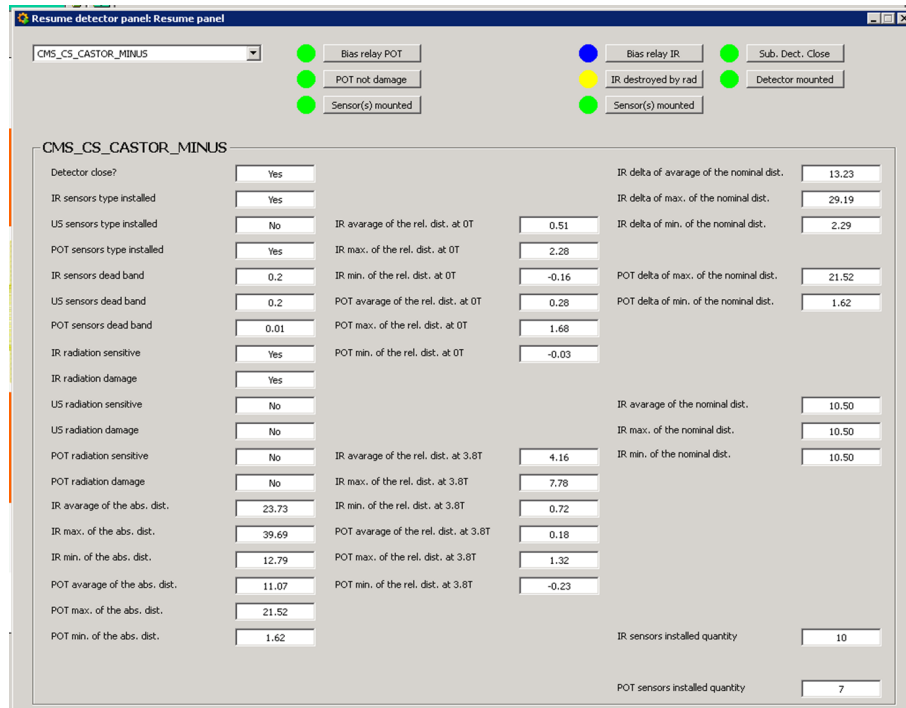 Resume detector panel: Resume panel
CMS_CS_CASTOR_MINUS Bias relay POT Bias relay IR Sub. Dect. Close
POT not damage IR destroyed by rad Detector mounted
Sensor(s) mounted Sensor(s) mounted
CMS_CS_CASTOR_MINUS
Detector close? Yes IR delta of avarage of the nominal dist. 13.23
IR sensors type installed Yes IR delta of max. of the nominal dist. 29.19
US sensors type installed No IR avarage of the rel. dist. at 0T 0.51 IR delta of min. of the nominal dist. 2.29
POT sensors type installed Yes IR max. of the rel. dist. at 0T 2.28
IR sensors dead band 0.2 IR min. of the rel. dist. at 0T -0.16 POT delta of max. of the nominal dist. 21.52
US sensors dead band 0.2 POT avarage of the rel. dist. at 0T 0.28 POT delta of min. of the nominal dist. 1.62
POT sensors dead band 0.01 POT max. of the rel. dist. at 0T 1.68
IR radiation sensitive Yes POT min. of the rel. dist. at 0T -0.03
IR radiation damage Yes
US radiation sensitive No IR avarage of the nominal dist. 10.50
US radiation damage No IR max. of the nominal dist. 10.50
POT radiation sensitive No IR avarage of the rel. dist. at 3.8T 4.16 IR min. of the nominal dist. 10.50
POT radiation damage No IR max. of the rel. dist. at 3.8T 7.78
IR avarage of the abs. dist. 23.73 IR min. of the rel. dist. at 3.8T 0.72
IR max. of the abs. dist. 39.69 POT avarage of the rel. dist. at 3.8T 0.18
IR min. of the abs. dist. 12.79 POT max. of the rel. dist. at 3.8T 1.32
POT avarage of the abs. dist. 11.07 POT min. of the rel. dist. at 3.8T -0.23
POT max. of the abs. dist. 21.52
POT min. of the abs. dist. 1.62 IR sensors installed quantity 10
POT sensors installed quantity 7